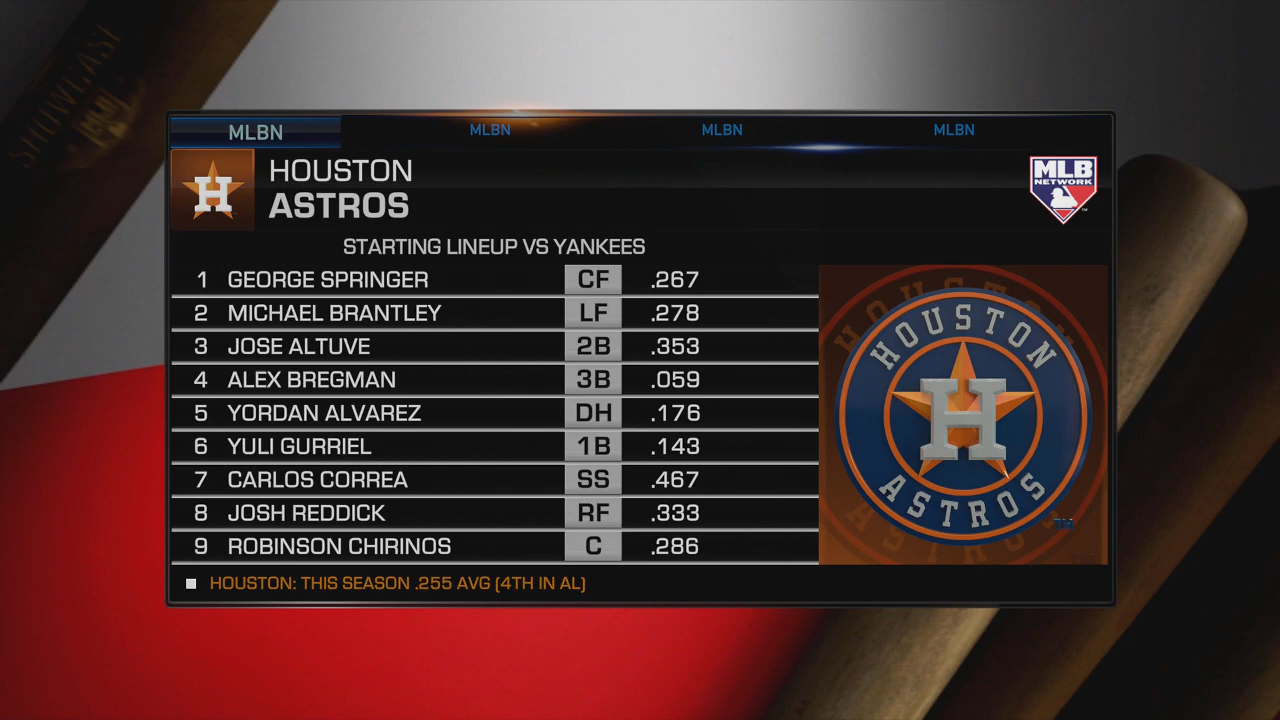 SHOWCASE
MLBN MLBN MLBN MLBN
H
HOUSTON
ASTROS
MLB
NETWORK
STARTING LINEUP VS YANKEES
1 GEORGE SPRINGER CF .267
2 MICHAEL BRANTLEY LF .278
3 JOSE ALTUVE 2B .353
4 ALEX BREGMAN 3B .059
5 YORDAN ALVAREZ DH .176
6 YULI GURRIEL 1B .143
7 CARLOS CORREA SS .467
8 JOSH REDDICK RF .333
9 ROBINSON CHIRINOS C .286
HOUSTON
H
ASTROS
TM
HOUSTON: THIS SEASON .255 AVG (4TH IN AL)